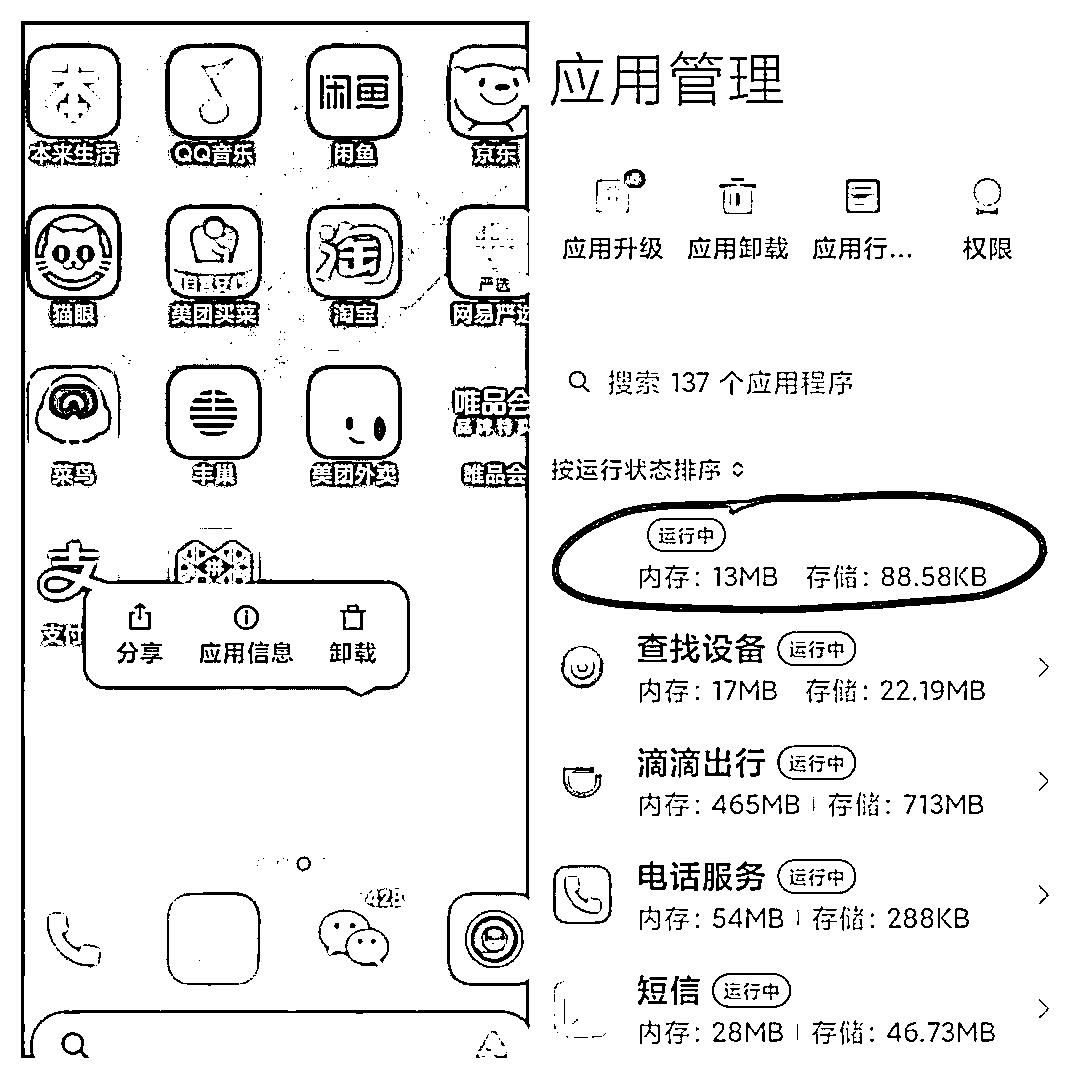 本来生活
QQ音乐
闲鱼
闲鱼
京东
猫眼
美团买菜
淘
淘宝
严选
网易严选
菜鸟
丰巢
美团外卖
唯品会
品牌特卖
唯品会
支付
分享
应用信息
卸载
应用管理
应用升级
应用卸载
应用行...
权限
搜索 137 个应用程序
按运行状态排序
运行中
内存：13MB 存储：88.58KB
查找设备 运行中
内存：17MB 存储：22.19MB
滴滴出行 运行中
内存：465MB | 存储：713MB
电话服务 运行中
内存：54MB | 存储：288KB
短信 运行中
内存：28MB | 存储：46.73MB